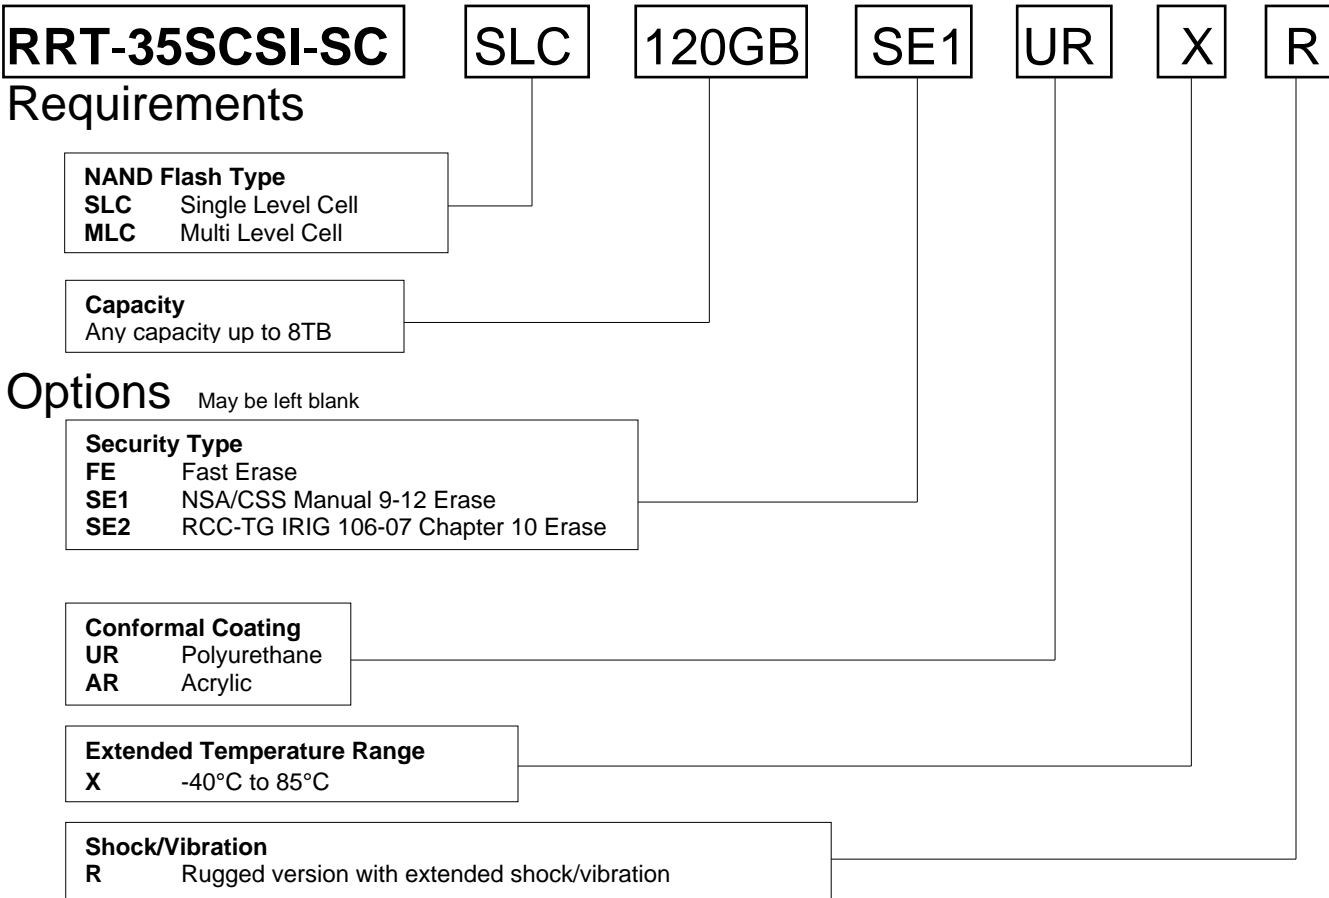 RRT-35SCSI-SC SLC 120GB SE1 UR X R
Requirements
NAND Flash Type
SLC Single Level Cell
MLC Multi Level Cell
Capacity
Any capacity up to 8TB
Options May be left blank
Security Type
FE Fast Erase
SE1 NSA/CSS Manual 9-12 Erase
SE2 RCC-TG IRIG 106-07 Chapter 10 Erase
Conformal Coating
UR Polyurethane
AR Acrylic
Extended Temperature Range
X -40°C to 85°C
Shock/Vibration
R Rugged version with extended shock/vibration